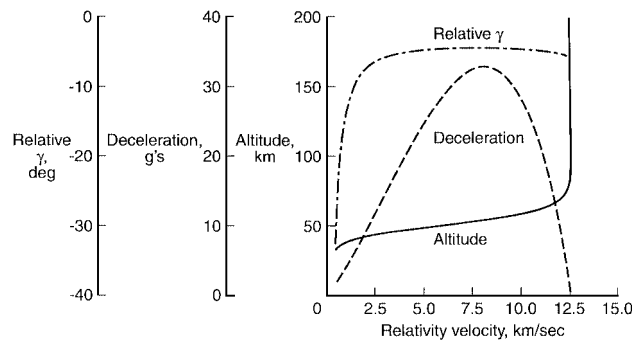 0
-10
-20
-30
-40
Relative
γ,
deg
40
30
20
10
0
Deceleration,
g's
200
150
100
50
0
Altitude,
km
Relative γ
Deceleration
Altitude
2.5 5.0 7.5 10.0 12.5 15.0
Relativity velocity, km/sec